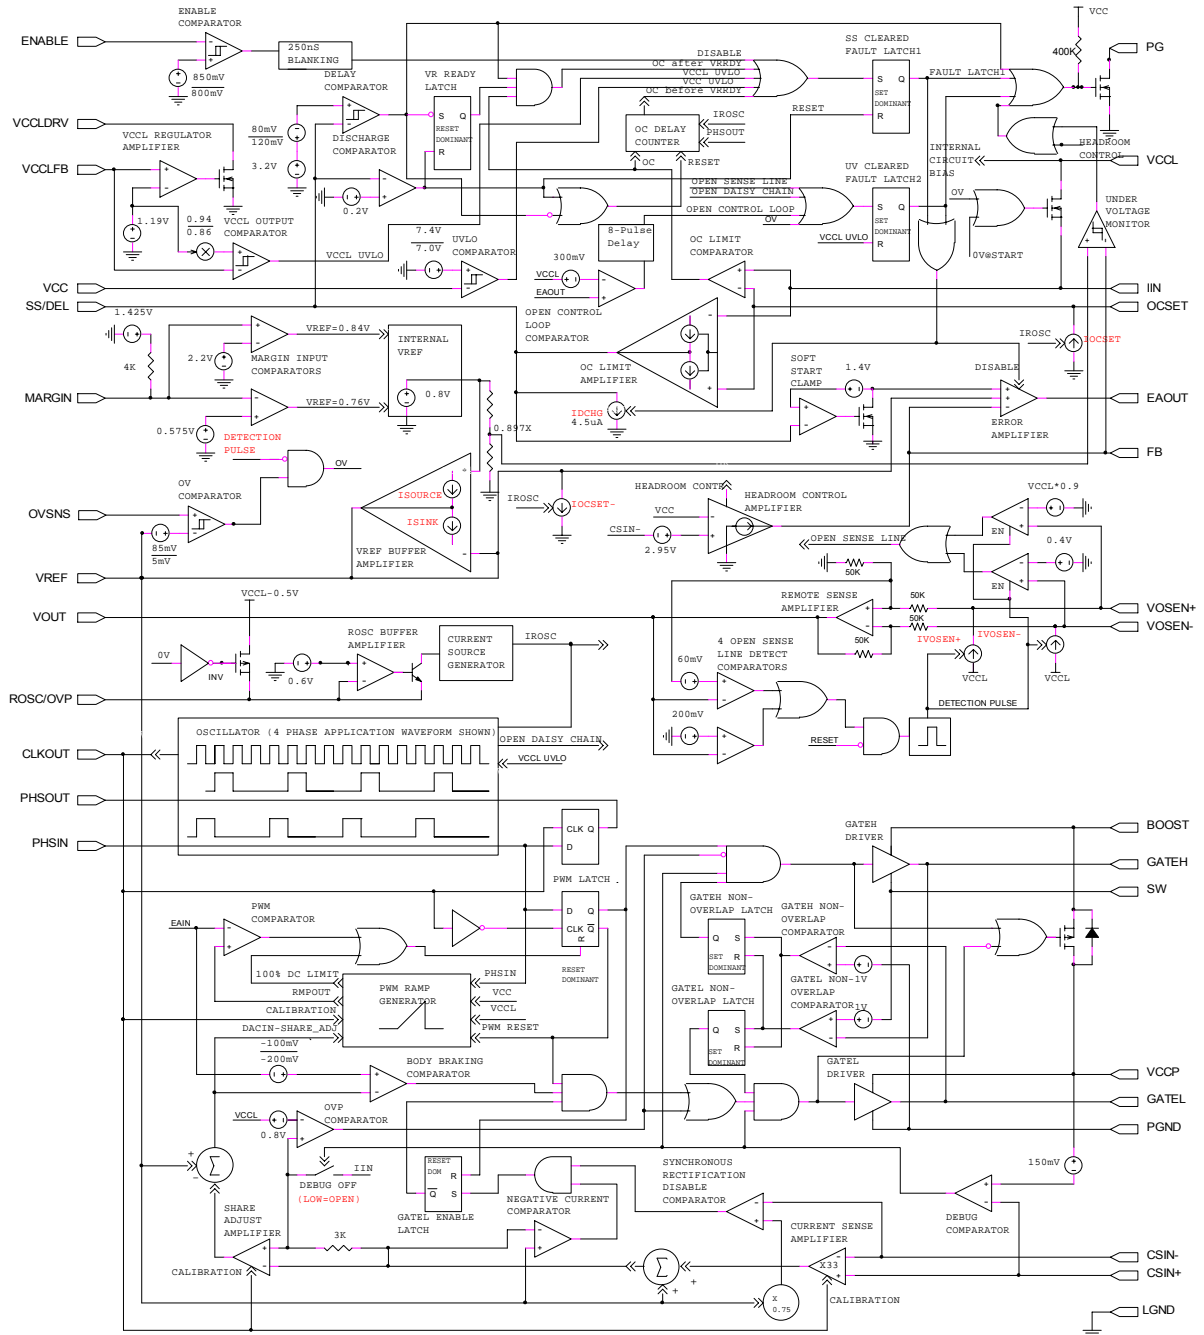 ENABLE
COMPARATOR
ENABLE
250nS
BLANKING
850mV
800mV
DELAY
COMPARATOR
VR READY
LATCH
S Q
RESET
DOMINANT
R
DISABLE
OC after VRRDY
VCCL UVLO
VCC UVLO
OC before VRRDY
SS CLEARED
FAULT LATCH1
S Q
SET
DOMINANT
R
FAULT LATCH1
VCC
400K
PG
RESET
IROSC
PHSOUT
OC DELAY
COUNTER
OC
RESET
VCCLDRV
VCCL REGULATOR
AMPLIFIER
80mV
120mV
3.2V
DISCHARGE
COMPARATOR
0.2V
VCCLFB
1.19V
0.94
0.86
VCCL OUTPUT
COMPARATOR
VCCL UVLO
7.4V
7.0V
UVLO
COMPARATOR
VCC
SS/DEL
OPEN SENSE LINE
OPEN DAISY CHAIN
OPEN CONTROL LOOP
OV
UV CLEARED
FAULT LATCH2
S Q
SET
DOMINANT
R
VCCL UVLO
8-Pulse
Delay
300mV
VCCL
EAOUT
OPEN CONTROL
LOOP
COMPARATOR
OC LIMIT
COMPARATOR
OC LIMIT
AMPLIFIER
INTERNAL
CIRCUIT
BIAS
HEADROOM
CONTROL
VCCL
OV
0V@START
UNDER
VOLTAGE
MONITOR
IIN
OCSET
IROSC
IOCSET
1.425V
4K
MARGIN
2.2V
MARGIN INPUT
COMPARATORS
VREF=0.84V
VREF=0.76V
INTERNAL
VREF
0.8V
0.575V
0.897X
IDCHG
4.5uA
SOFT
START
CLAMP
1.4V
DISABLE
ERROR
AMPLIFIER
EAOUT
FB
DETECTION
PULSE
OV
OV
COMPARATOR
OVSNS
85mV
5mV
VREF
ISOURCE
ISINK
VREF BUFFER
AMPLIFIER
IROSC
IOCSET-
HEADROOM CONTROL
AMPLIFIER
VCC
CSIN-
2.95V
OPEN SENSE LINE
VCCL*0.9
EN
0.4V
EN
50K
50K
50K
50K
REMOTE SENSE
AMPLIFIER
VOSEN+
VOSEN-
IVOSEN+
IVOSEN-
VCCL
VCCL
VOUT
VCCL-0.5V
0V
INV
ROSC BUFFER
AMPLIFIER
0.6V
CURRENT
SOURCE
GENERATOR
IROSC
ROSC/OVP
4 OPEN SENSE
LINE DETECT
COMPARATORS
60mV
200mV
RESET
DETECTION PULSE
OSCILLATOR (4 PHASE APPLICATION WAVEFORM SHOWN)
OPEN DAISY CHAIN
VCCL UVLO
CLKOUT
PHSOUT
PHSIN
CLK Q
D
PWM LATCH
D Q
CLK Q
R
RESET
DOMINANT
PWM
COMPARATOR
EAIN
100% DC LIMIT
RMPOUT
CALIBRATION
DACIN-SHARE_ADJ
PWM RAMP
GENERATOR
PHSIN
VCC
VCCL
PWM RESET
GATEH
DRIVER
BOOST
GATEH
SW
GATEH NON-
OVERLAP LATCH
Q S
R
SET
DOMINANT
GATEH NON-
OVERLAP
COMPARATOR
1V
GATEL NON-
OVERLAP
COMPARATOR
1V
GATEL NON-
OVERLAP LATCH
Q S
R
SET
DOMINANT
-100mV
-200mV
BODY BRAKING
COMPARATOR
GATEL
DRIVER
VCCP
GATEL
PGND
OVP
COMPARATOR
VCCL
0.8V
IIN
DEBUG OFF
(LOW=OPEN)
RESET
DOM
R
Q S
GATEL ENABLE
LATCH
SYNCHRONOUS
RECTIFICATION
DISABLE
COMPARATOR
NEGATIVE CURRENT
COMPARATOR
150mV
DEBUG
COMPARATOR
SHARE
ADJUST
AMPLIFIER
3K
CALIBRATION
CURRENT SENSE
AMPLIFIER
X33
CALIBRATION
X
0.75
CSIN-
CSIN+
LGND